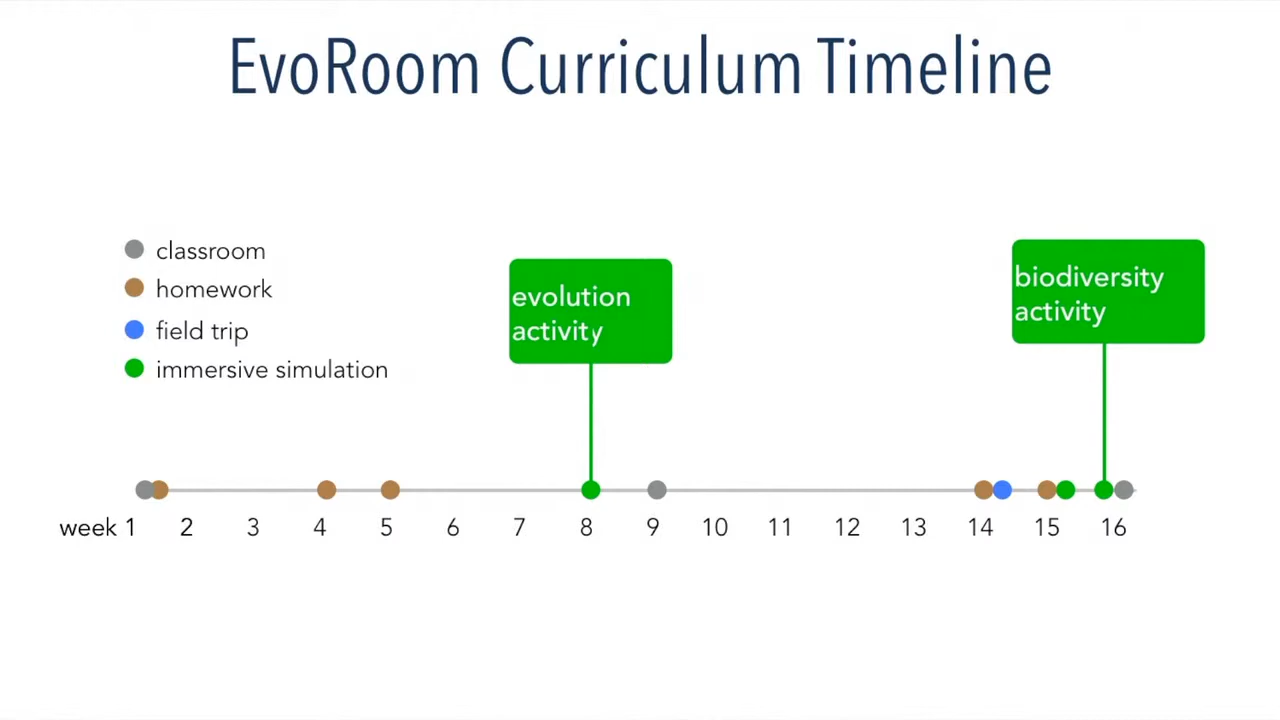 EvoRoom Curriculum Timeline
classroom
homework
field trip
immersive simulation
evolution
activity
biodiversity
activity
week 1 2 3 4 5 6 7 8 9 10 11 12 13 14 15 16